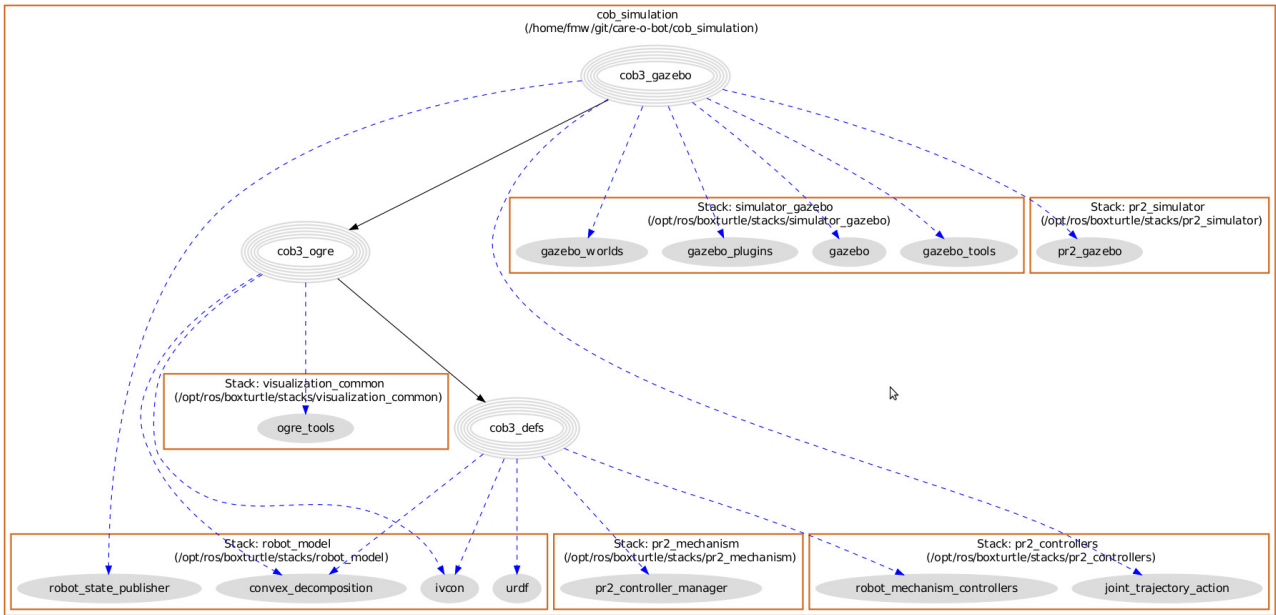 cob_simulation
(/home/fmw/git/care-o-bot/cob_simulation)
cob3_gazebo
Stack: simulator_gazebo
(/opt/ros/boxturtle/stacks/simulator_gazebo)
gazebo_worlds
gazebo_plugins
gazebo
gazebo_tools
Stack: pr2_simulator
(/opt/ros/boxturtle/stacks/pr2_simulator)
pr2_gazebo
cob3_ogre
Stack: visualization_common
(/opt/ros/boxturtle/stacks/visualization_common)
ogre_tools
cob3_defs
Stack: robot_model
(/opt/ros/boxturtle/stacks/robot_model)
robot_state_publisher
convex_decomposition
ivcon
urdf
Stack: pr2_mechanism
(/opt/ros/boxturtle/stacks/pr2_mechanism)
pr2_controller_manager
Stack: pr2_controllers
(/opt/ros/boxturtle/stacks/pr2_controllers)
robot_mechanism_controllers
joint_trajectory_action